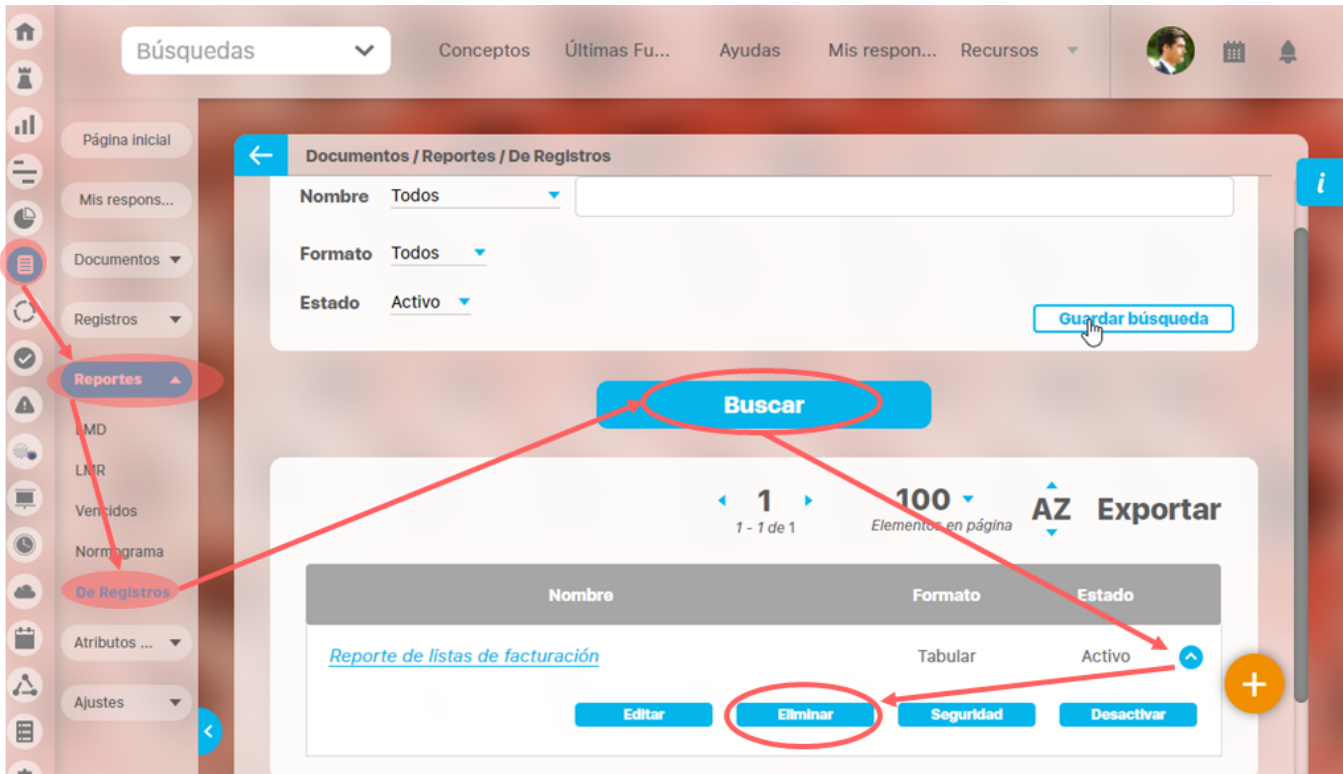 Búsquedas
Conceptos
Últimas Fu...
Ayudas
Mis respon...
Recursos
Página inicial
Mis respons...
Documentos
Registros
Reportes
LMD
LMR
Vencidos
Normograma
De Registros
Atributos ...
Ajustes
Documentos / Reportes / De Registros
i
Nombre Todos
Formato Todos
Estado Activo
Guardar búsqueda
Buscar
1
1 - 1 de 1
100
Elementos en página
AZ
Exportar
Nombre Formato Estado
Reporte de listas de facturación Tabular Activo
Editar Eliminar Seguridad Desactivar